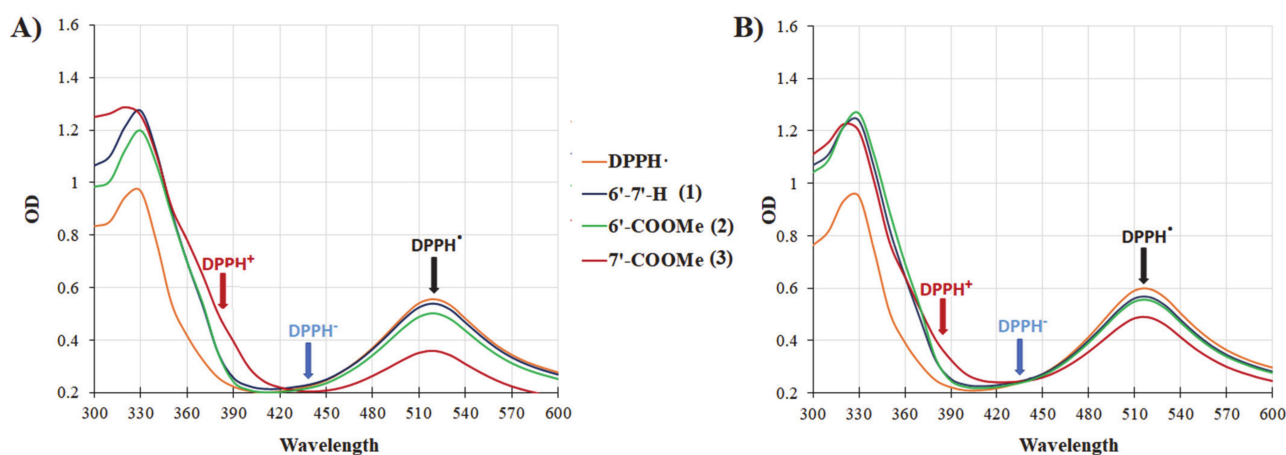 A)
1.6
1.4
1.2
1
0.8
0.6
0.4
0.2
OD
DPPH+
DPPH-
DPPH•
300 330 360 390 420 450 480 510 540 570 600
Wavelength
DPPH·
6'-7'-H (1)
6'-COOMe (2)
7'-COOMe (3)
B)
1.6
1.4
1.2
1
0.8
0.6
0.4
0.2
OD
DPPH+
DPPH-
DPPH•
300 330 360 390 420 450 480 510 540 570 600
Wavelength